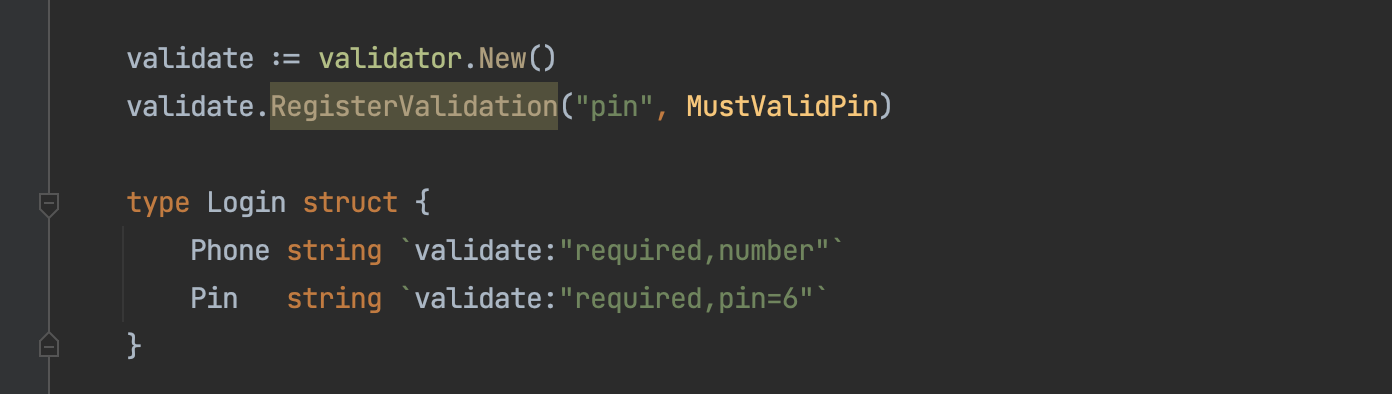 validate := validator.New()
validate.RegisterValidation("pin", MustValidPin)
type Login struct {
Phone string `validate:"required,number"`
Pin   string `validate:"required,pin=6"`
}